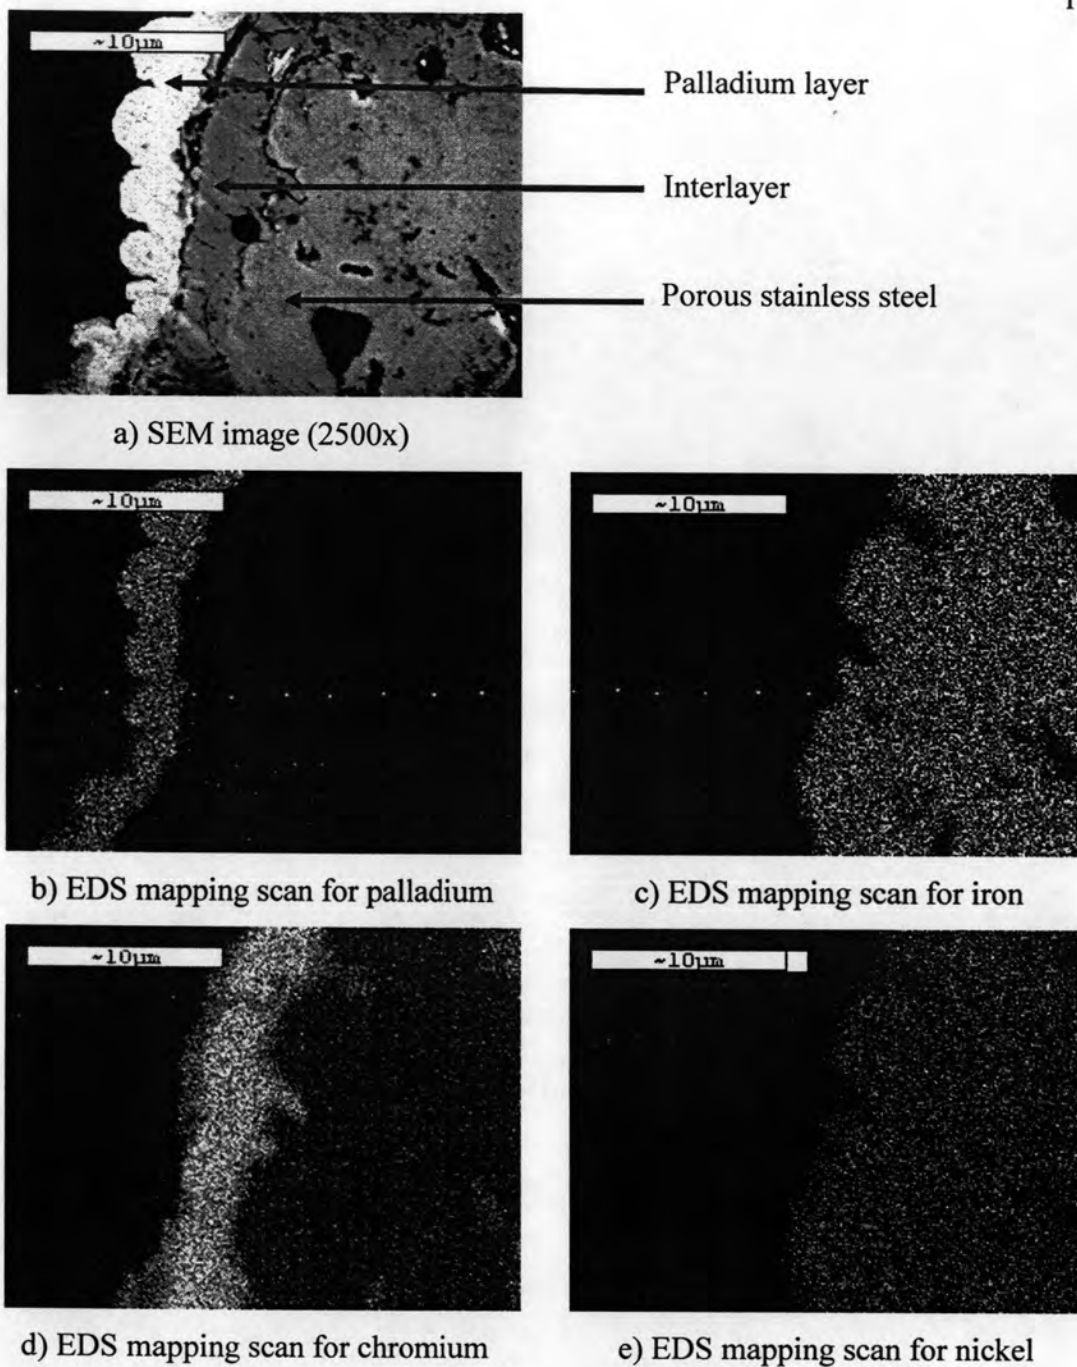 ~10µm
Palladium layer
Interlayer
Porous stainless steel
a) SEM image (2500x)
~10µm
~10µm
b) EDS mapping scan for palladium
c) EDS mapping scan for iron
~10µm
~10µm
d) EDS mapping scan for chromium
e) EDS mapping scan for nickel